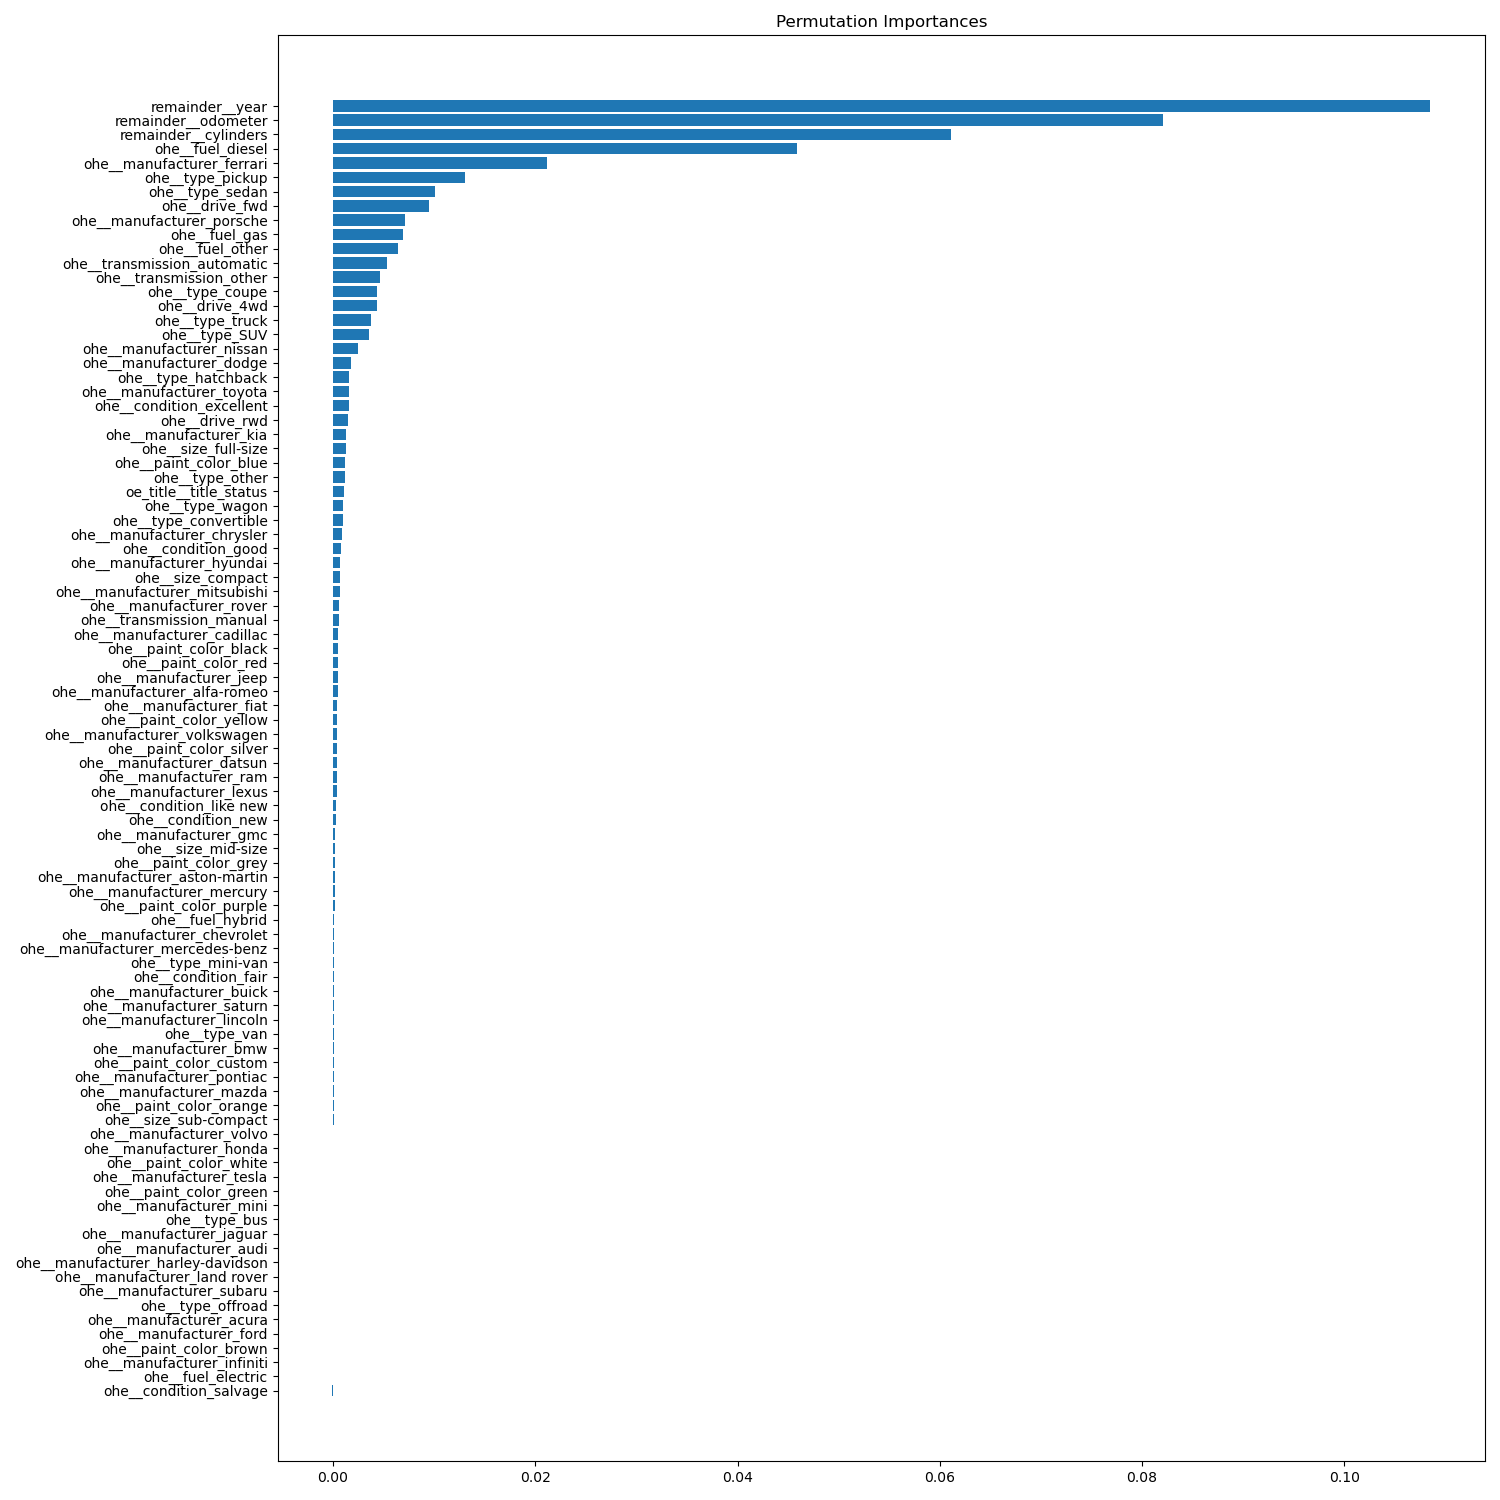 Permutation Importances
remainder__year
remainder__odometer
remainder__cylinders
ohe__fuel_diesel
ohe__manufacturer_ferrari
ohe__type_pickup
ohe__type_sedan
ohe__drive_fwd
ohe__manufacturer_porsche
ohe__fuel_gas
ohe__fuel_other
ohe__transmission_automatic
ohe__transmission_other
ohe__type_coupe
ohe__drive_4wd
ohe__type_truck
ohe__type_SUV
ohe__manufacturer_nissan
ohe__manufacturer_dodge
ohe__type_hatchback
ohe__manufacturer_toyota
ohe__condition_excellent
ohe__drive_rwd
ohe__manufacturer_kia
ohe__size_full-size
ohe__paint_color_blue
ohe__type_other
oe_title__title_status
ohe__type_wagon
ohe__type_convertible
ohe__manufacturer_chrysler
ohe__condition_good
ohe__manufacturer_hyundai
ohe__size_compact
ohe__manufacturer_mitsubishi
ohe__manufacturer_rover
ohe__transmission_manual
ohe__manufacturer_cadillac
ohe__paint_color_black
ohe__paint_color_red
ohe__manufacturer_jeep
ohe__manufacturer_alfa-romeo
ohe__manufacturer_fiat
ohe__paint_color_yellow
ohe__manufacturer_volkswagen
ohe__paint_color_silver
ohe__manufacturer_datsun
ohe__manufacturer_ram
ohe__manufacturer_lexus
ohe__condition_like new
ohe__condition_new
ohe__manufacturer_gmc
ohe__size_mid-size
ohe__paint_color_grey
ohe__manufacturer_aston-martin
ohe__manufacturer_mercury
ohe__paint_color_purple
ohe__fuel_hybrid
ohe__manufacturer_chevrolet
ohe__manufacturer_mercedes-benz
ohe__type_mini-van
ohe__condition_fair
ohe__manufacturer_buick
ohe__manufacturer_saturn
ohe__manufacturer_lincoln
ohe__type_van
ohe__manufacturer_bmw
ohe__paint_color_custom
ohe__manufacturer_pontiac
ohe__manufacturer_mazda
ohe__paint_color_orange
ohe__size_sub-compact
ohe__manufacturer_volvo
ohe__manufacturer_honda
ohe__paint_color_white
ohe__manufacturer_tesla
ohe__paint_color_green
ohe__manufacturer_mini
ohe__type_bus
ohe__manufacturer_jaguar
ohe__manufacturer_audi
ohe__manufacturer_harley-davidson
ohe__manufacturer_land rover
ohe__manufacturer_subaru
ohe__type_offroad
ohe__manufacturer_acura
ohe__manufacturer_ford
ohe__paint_color_brown
ohe__manufacturer_infiniti
ohe__fuel_electric
ohe__condition_salvage
0.00 0.02 0.04 0.06 0.08 0.10